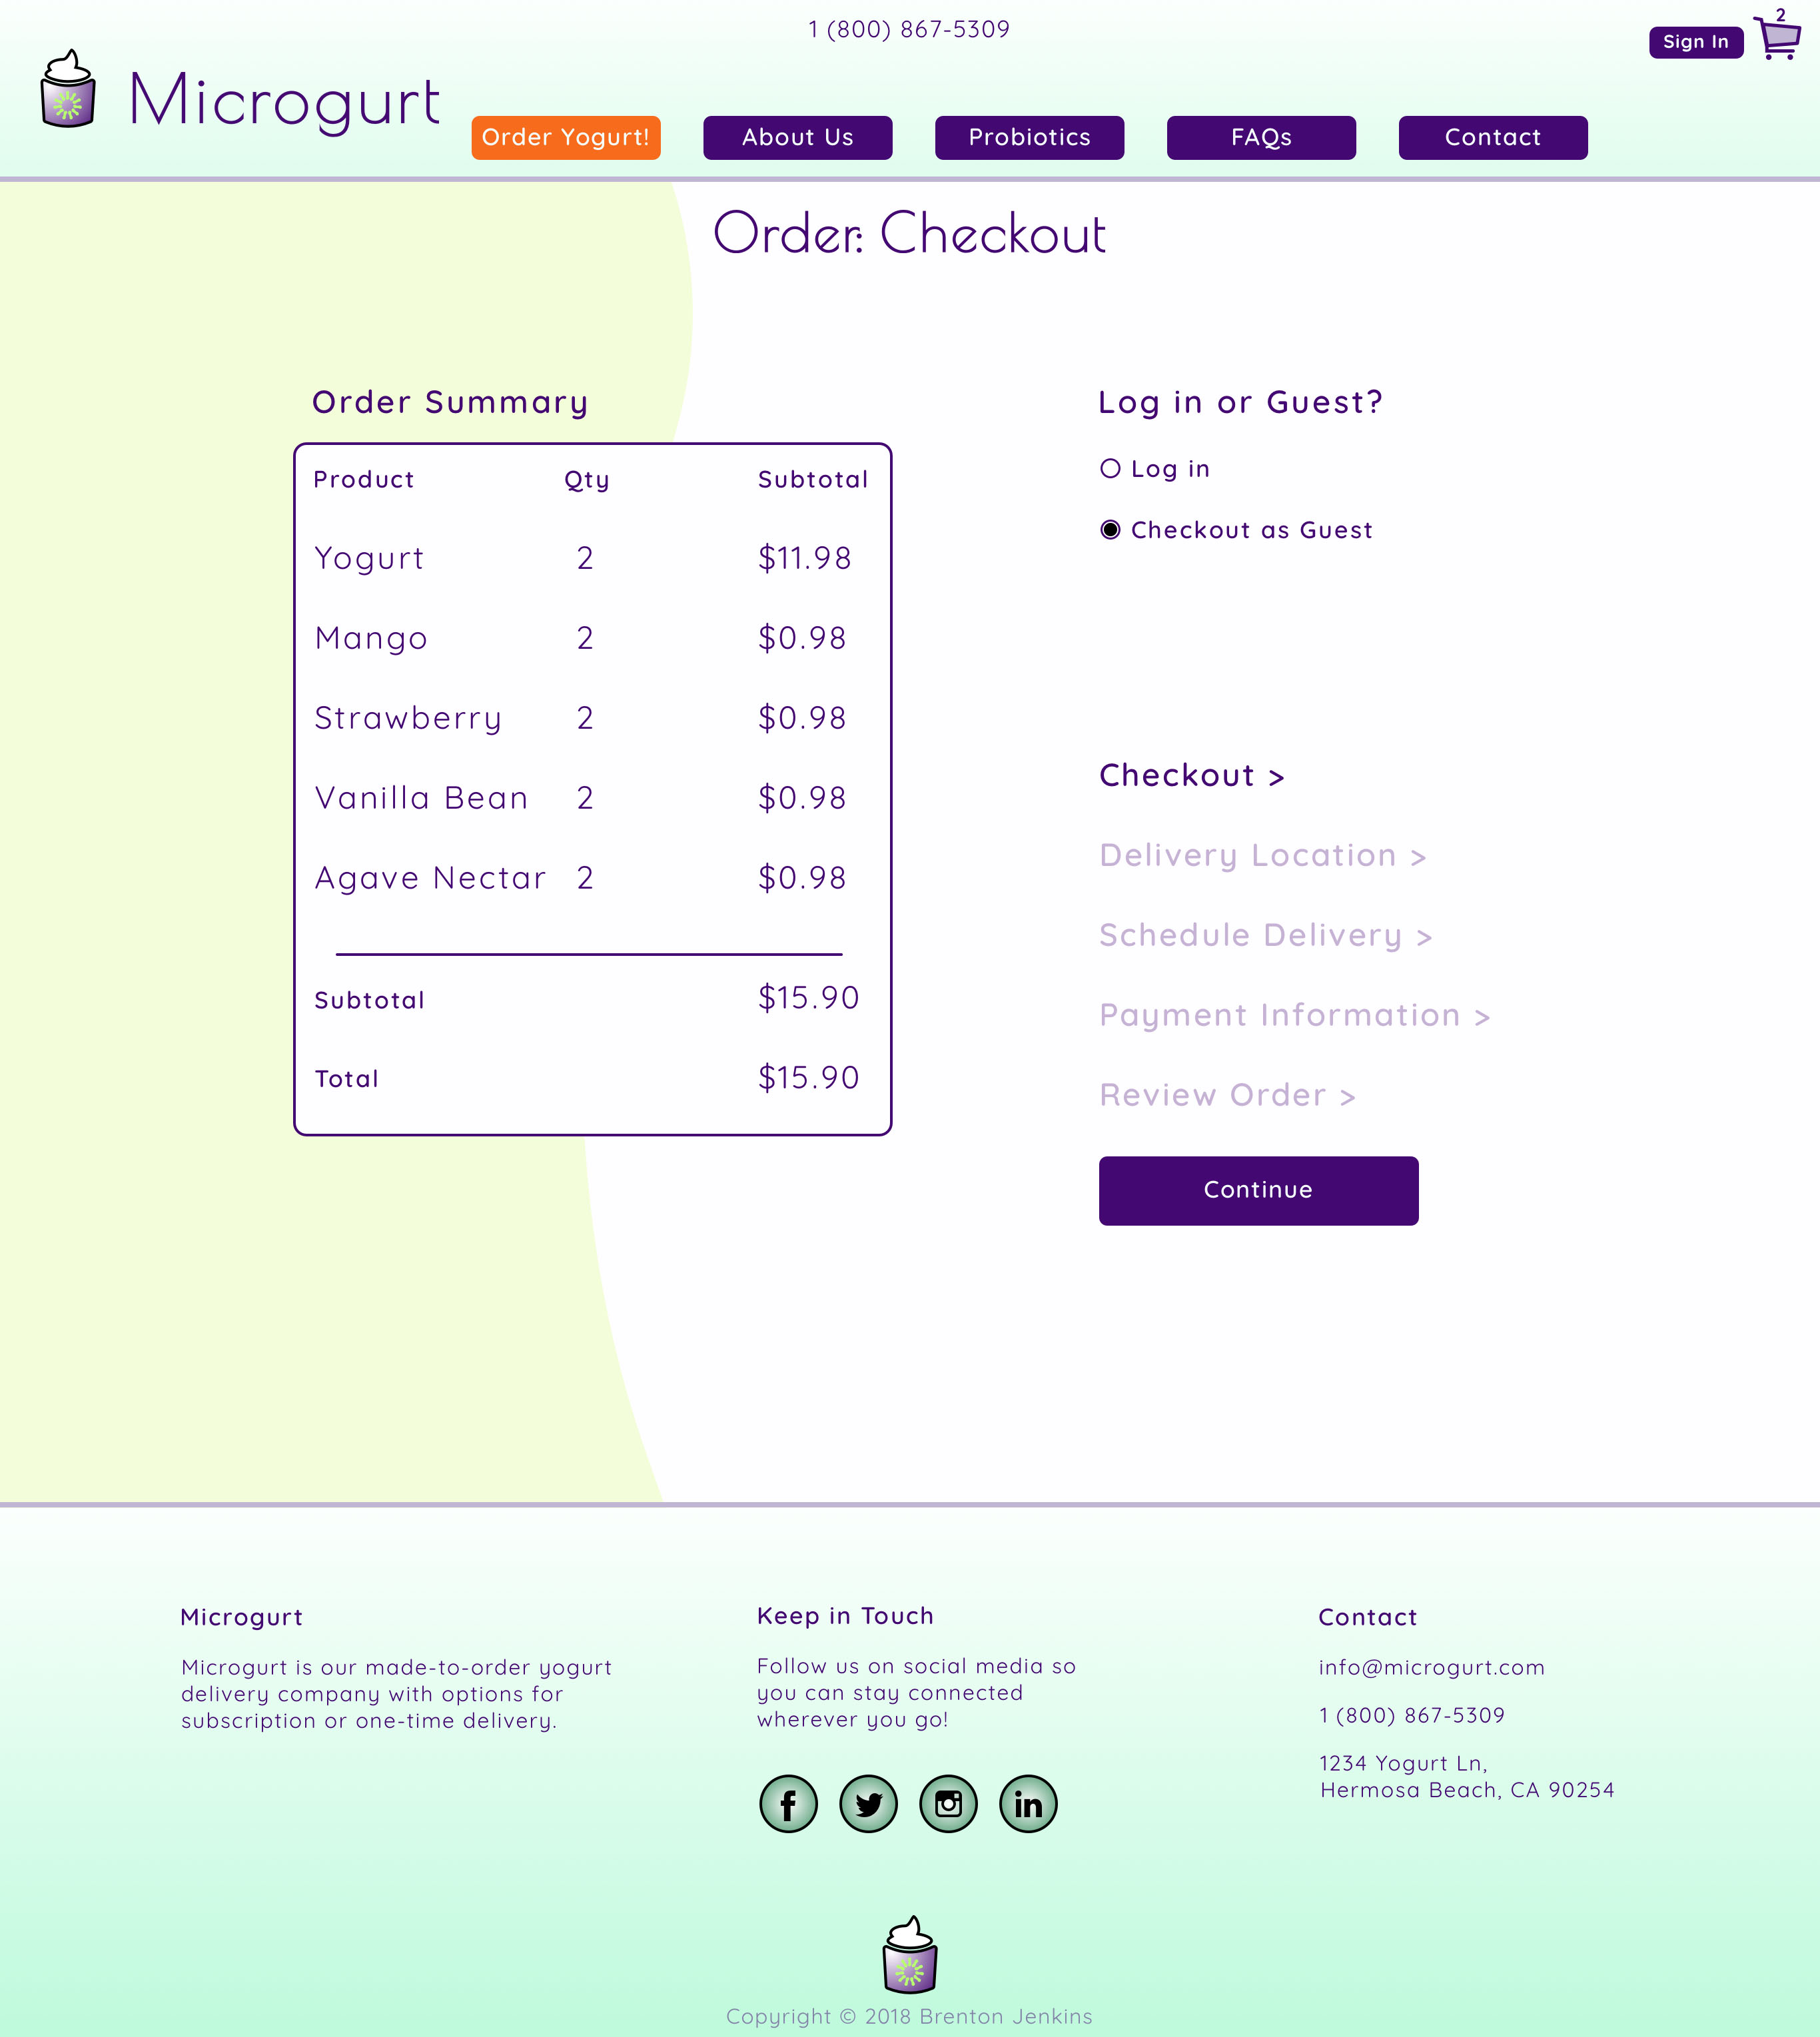 1 (800) 867-5309
2
Sign In
Microgurt
Order Yogurt! About Us Probiotics FAQs Contact
Order: Checkout
Order Summary
Product Qty Subtotal
Yogurt 2 $11.98
Mango 2 $0.98
Strawberry 2 $0.98
Vanilla Bean 2 $0.98
Agave Nectar 2 $0.98
Subtotal $15.90
Total $15.90
Log in or Guest?
Log in
Checkout as Guest
Checkout >
Delivery Location >
Schedule Delivery >
Payment Information >
Review Order >
Continue
Microgurt
Microgurt is our made-to-order yogurt
delivery company with options for
subscription or one-time delivery.
Keep in Touch
Follow us on social media so
you can stay connected
wherever you go!
f
in
Contact
info@microgurt.com
1 (800) 867-5309
1234 Yogurt Ln,
Hermosa Beach, CA 90254
Copyright © 2018 Brenton Jenkins